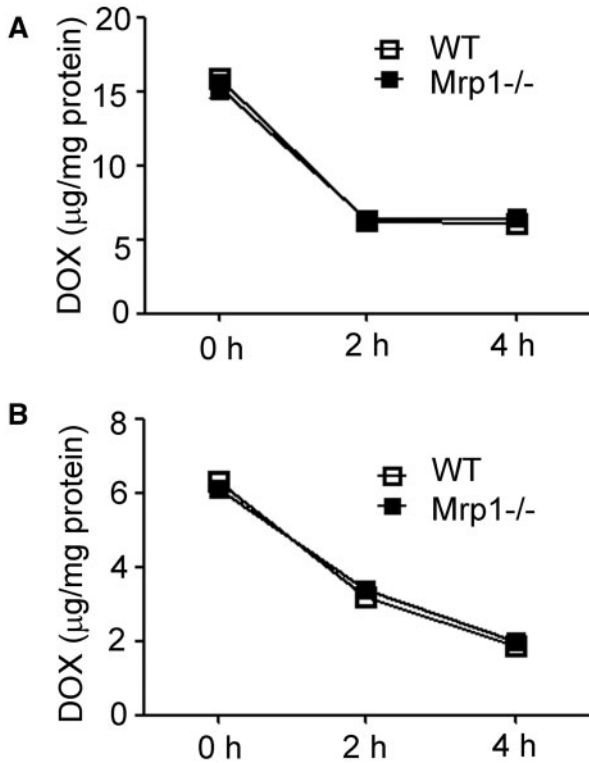 A
DOX (μg/mg protein)
20
15
10
5
0
WT
Mrp1-/-
0 h
2 h
4 h
B
DOX (μg/mg protein)
8
6
4
2
0
WT
Mrp1-/-
0 h
2 h
4 h